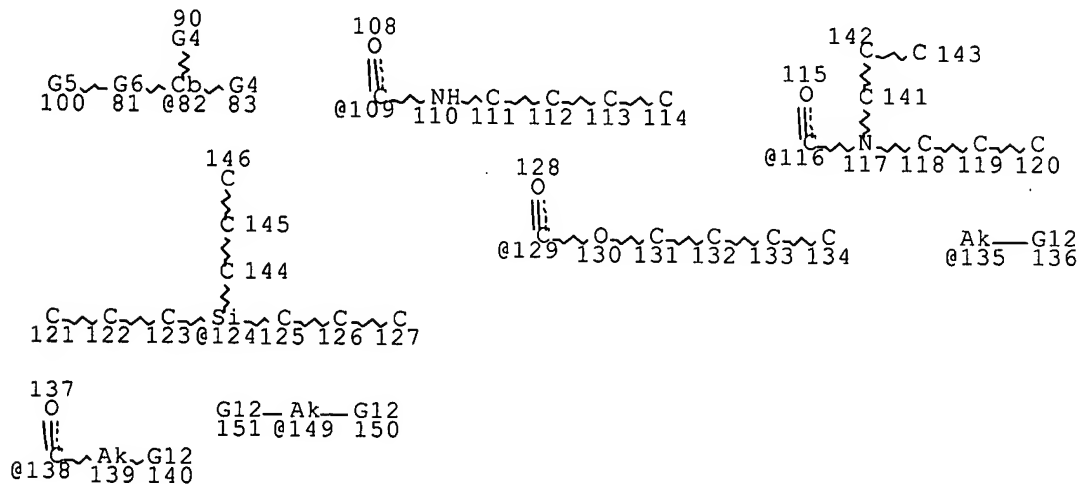 90
G4
G5 G6 Cb G4
100 81 @82 83
108
O
C NH C C C C
@109 110 111 112 113 114
142 C C 143
115
O C 141
C N C C C
@116 117 118 119 120
146
C
C 145
C 144
C C C Si C C C
121 122 123 @124 125 126 127
128
O
C O C C C C
@129 130 131 132 133 134
Ak G12
@135 136
137
O
C Ak G12
@138 139 140
G12 Ak G12
151 @149 150